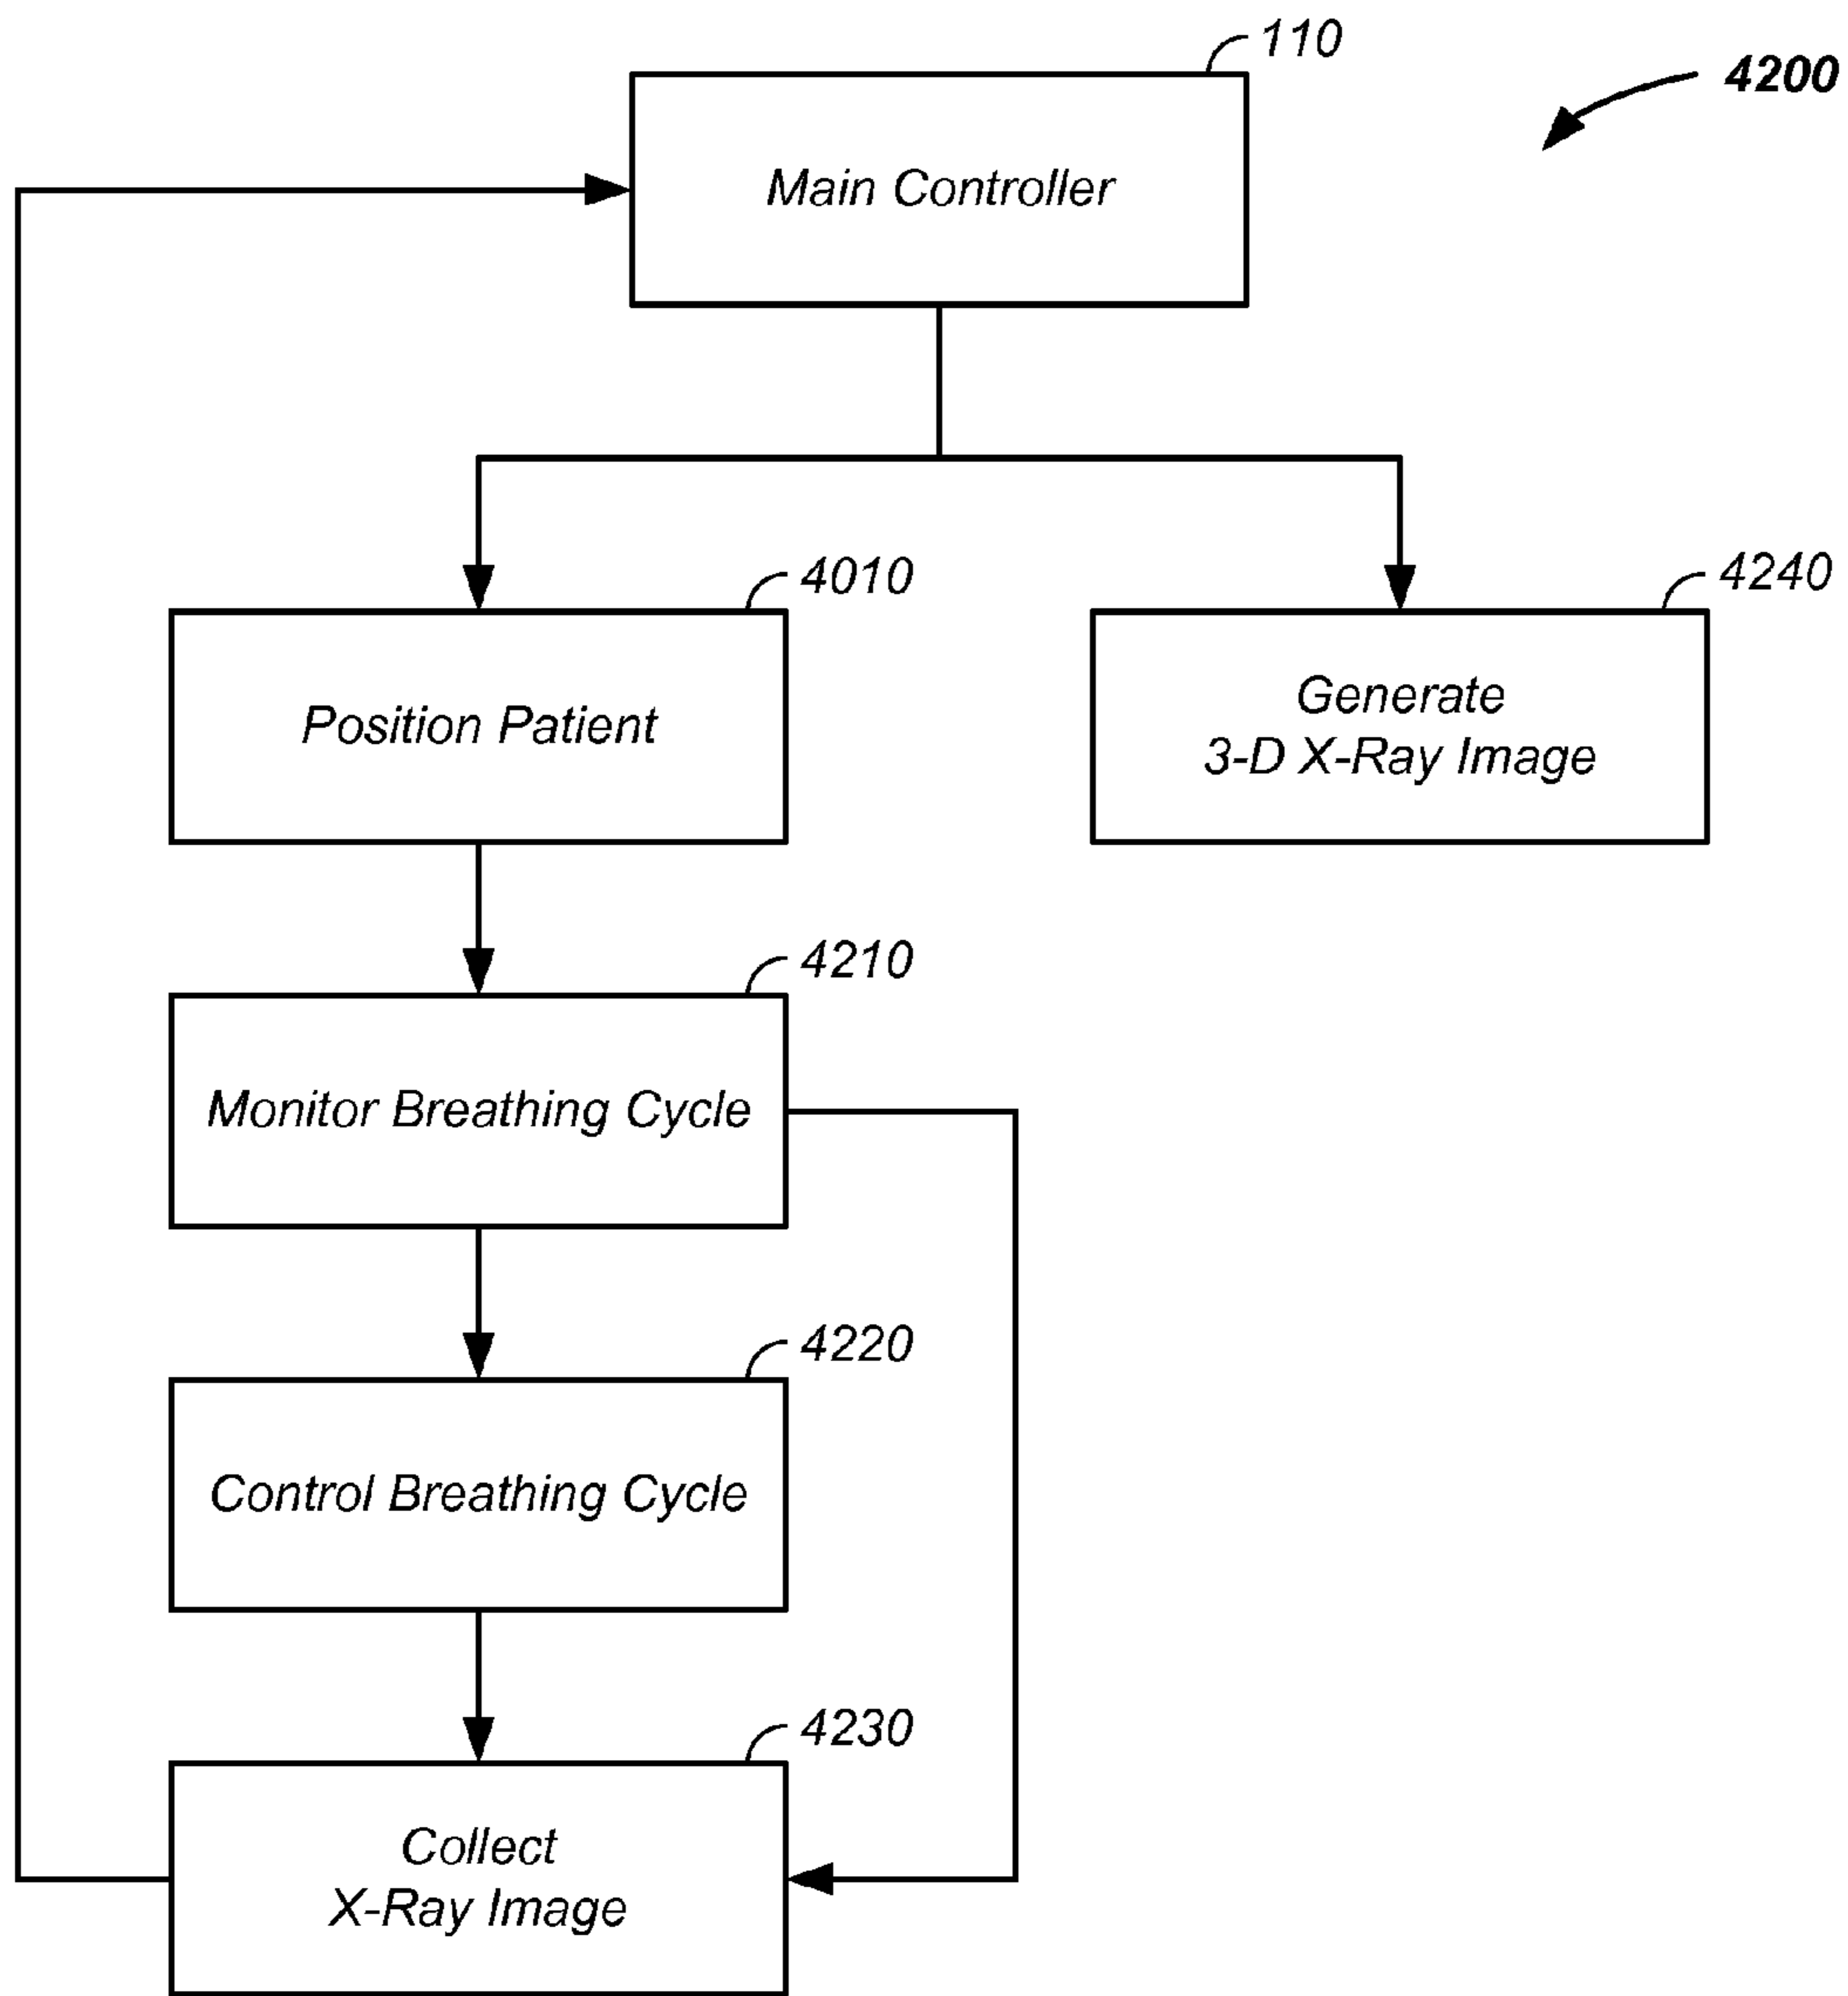 110
4200
Main Controller
4010
4240
Position Patient
Generate
3-D X-Ray Image
4210
Monitor Breathing Cycle
4220
Control Breathing Cycle
4230
Collect
X-Ray Image